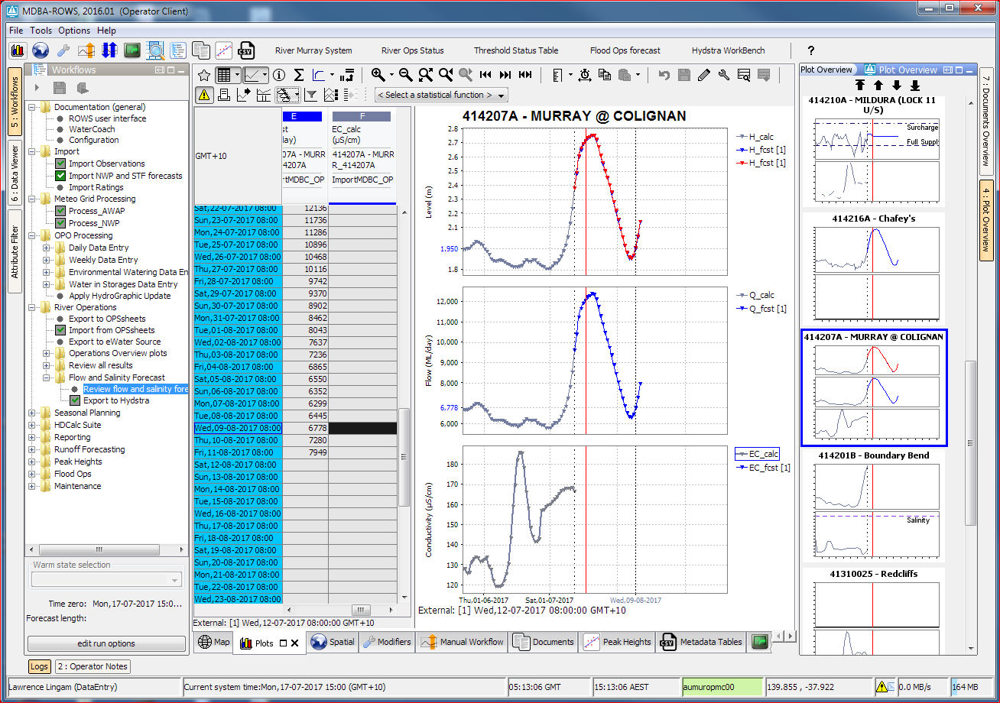 MDBA-ROWS, 2016.01 (Operator Client)
File Tools Options Help
River Murray System River Ops Status Threshold Status Table Flood Ops forecast Hydstra WorkBench ?
5 : Workflows
6 : Data Viewer
Attribute Filter
Workflows
Documentation (general)
ROWS user interface
WaterCoach
Configuration
Import
Import Observations
Import NWP and STF forecasts
Import Ratings
Meteo Grid Processing
Process_AWAP
Process_NWP
OPO Processing
Daily Data Entry
Weekly Data Entry
Environmental Watering Data En
Water in Storages Data Entry
Apply HydroGraphic Update
River Operations
Export to OPSsheets
Import from OPSsheets
Export to eWater Source
Operations Overview plots
Review all results
Flow and Salinity Forecast
Review flow and salinity fore
Export to Hydstra
Seasonal Planning
HDCalc Suite
Reporting
Runoff Forecasting
Peak Heights
Flood Ops
Maintenance
Warm state selection
Time zero: Mon,17-07-2017 15:0...
Forecast length:
edit run options
< Select a statistical function >
GMT+10
E F
st EC_calc
lay) (µS/cm)
07A - MURR 414207A - MURR
414207A R_414207A
ortMDBC_OP ImportMDBC_OP
Sat,22-07-2017 08:00 12136
Sun,23-07-2017 08:00 11736
Mon,24-07-2017 08:00 11286
Tue,25-07-2017 08:00 10896
Wed,26-07-2017 08:00 10468
Thu,27-07-2017 08:00 10116
Fri,28-07-2017 08:00 9742
Sat,29-07-2017 08:00 9370
Sun,30-07-2017 08:00 8902
Mon,31-07-2017 08:00 8462
Tue,01-08-2017 08:00 8043
Wed,02-08-2017 08:00 7637
Thu,03-08-2017 08:00 7236
Fri,04-08-2017 08:00 6865
Sat,05-08-2017 08:00 6550
Sun,06-08-2017 08:00 6352
Mon,07-08-2017 08:00 6299
Tue,08-08-2017 08:00 6445
Wed,09-08-2017 08:00 6778
Thu,10-08-2017 08:00 7280
Fri,11-08-2017 08:00 7949
Sat,12-08-2017 08:00
Sun,13-08-2017 08:00
Mon,14-08-2017 08:00
Tue,15-08-2017 08:00
Wed,16-08-2017 08:00
Thu,17-08-2017 08:00
Fri,18-08-2017 08:00
Sat,19-08-2017 08:00
Sun,20-08-2017 08:00
Mon,21-08-2017 08:00
Tue,22-08-2017 08:00
Wed,23-08-2017 08:00
External: [1] Wed,12-07-2017 08:00:00 GMT+10
414207A - MURRAY @ COLIGNAN
Level (m)
2.8
2.7
2.6
2.5
2.4
2.3
2.2
2.1
1.950
1.8
H_calc
H_fcst [1]
H_fcst [1]
Flow (ML/day)
12,000
11,000
10,000
9,000
8,000
6,778
6,000
Q_calc
Q_fcst [1]
Conductivity (µS/cm)
180
170
160
150
140
130
120
EC_calc
EC_fcst [1]
Thu,01-06-2017 Sat,01-07-2017 Wed,09-08-2017
External: [1] Wed,12-07-2017 08:00:00 GMT+10
Map Plots Spatial Modifiers Manual Workflow Documents Peak Heights CSV Metadata Tables
Plot Overview Plot Overview
414210A - MILDURA (LOCK 11
U/S)
Surcharge
Full Suppl
414216A - Chafey's
414207A - MURRAY @ COLIGNAN
414201B - Boundary Bend
Salinity
41310025 - Redcliffs
7 : Documents Overview
4 : Plot Overview
Logs 2 : Operator Notes
Lawrence Lingam (DataEntry) Current system time:Mon,17-07-2017 15:00 (GMT+10) 05:13:06 GMT 15:13:06 AEST aumuropmc00 139.855 , -37.922 0.0 MB/s 164 MB